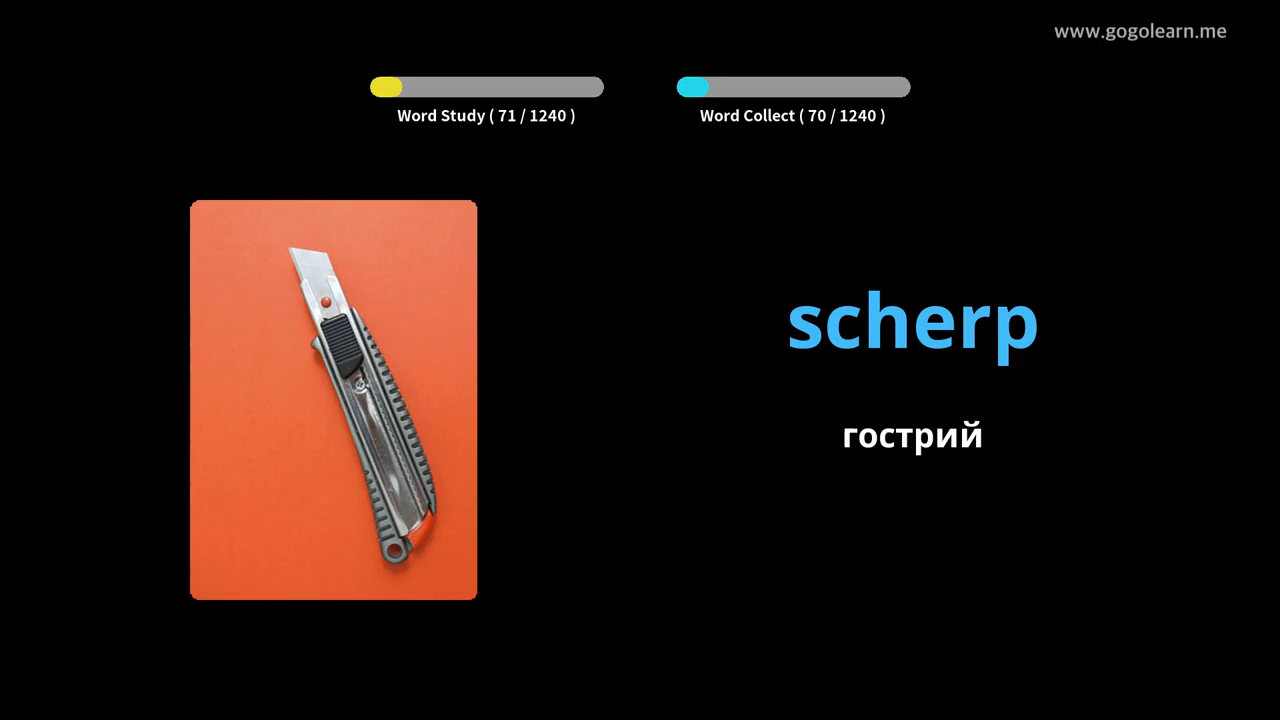 www.gogolearn.me
Word Study ( 71 / 1240 )
Word Collect ( 70 / 1240 )
scherp
гострий